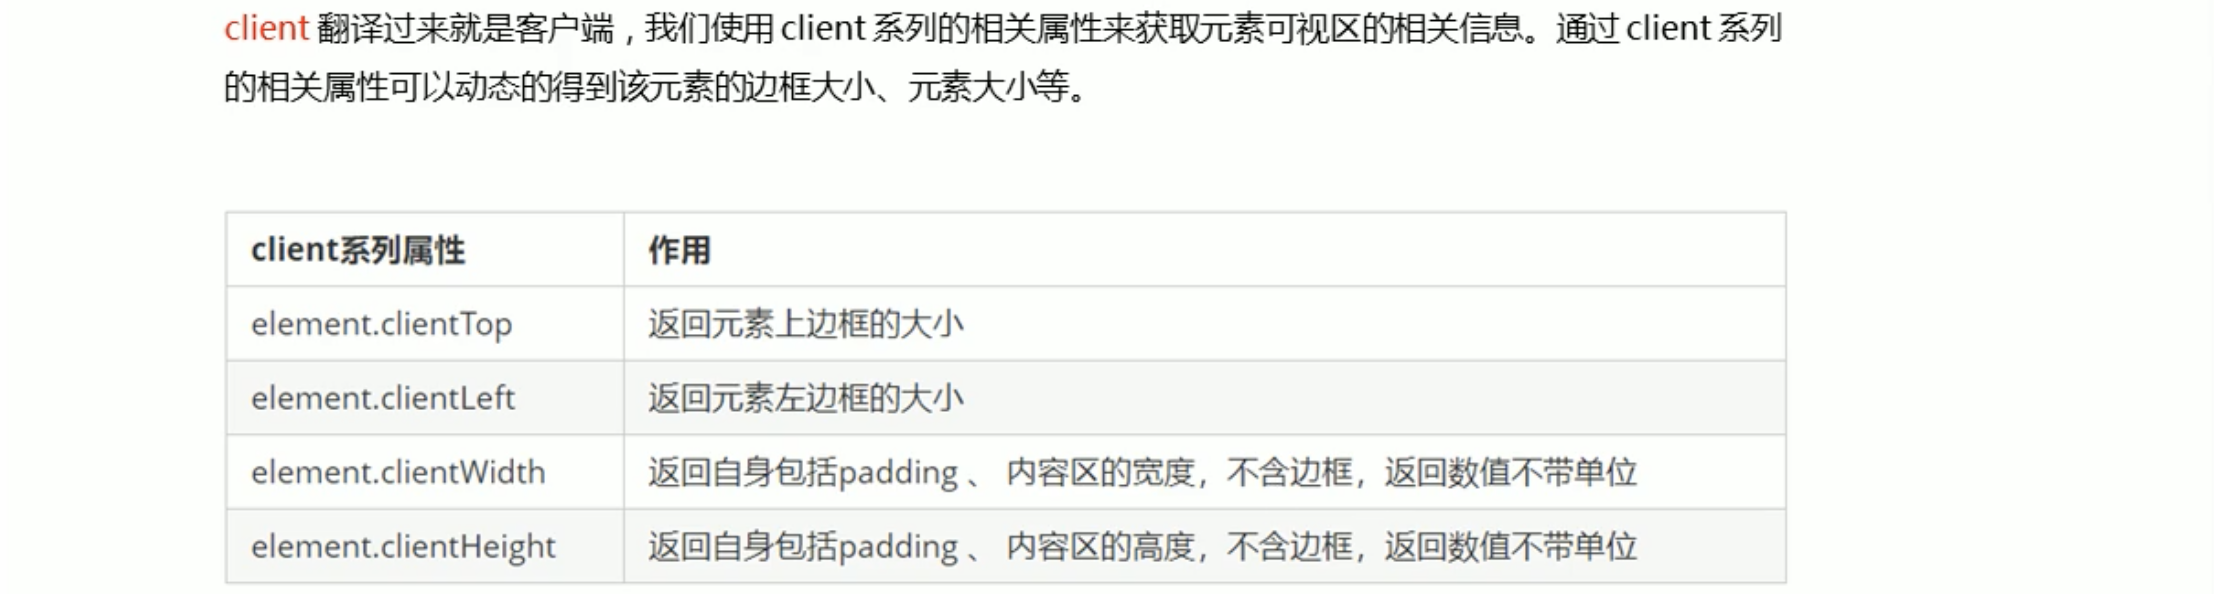 client 翻译过来就是客户端，我们使用 client 系列的相关属性来获取元素可视区的相关信息。通过 client 系列
的相关属性可以动态的得到该元素的边框大小、元素大小等。
client系列属性 作用
element.clientTop 返回元素上边框的大小
element.clientLeft 返回元素左边框的大小
element.clientWidth 返回自身包括padding 、 内容区的宽度，不含边框，返回数值不带单位
element.clientHeight 返回自身包括padding 、 内容区的高度，不含边框，返回数值不带单位